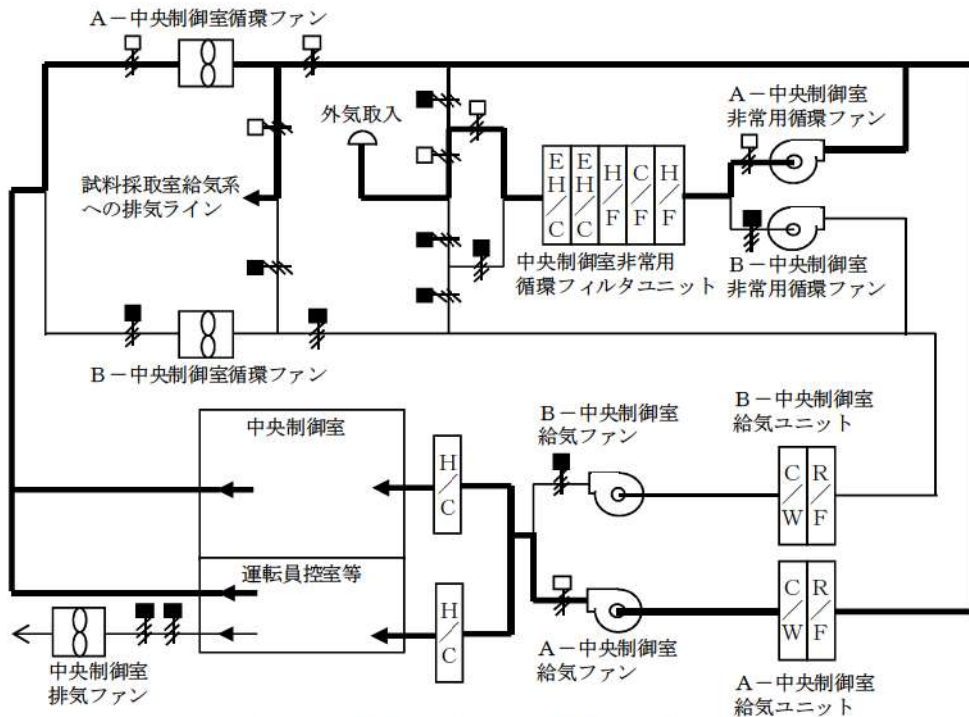 A－中央制御室循環ファン
外気取入
A－中央制御室
非常用循環ファン
試料採取室給気系
への排気ライン
EH/C
EH/C
H/F
C/F
H/F
中央制御室非常用
循環フィルタユニット
B－中央制御室
非常用循環ファン
B－中央制御室循環ファン
中央制御室
H/C
B－中央制御室
給気ファン
B－中央制御室
給気ユニット
C/W
R/F
運転員控室等
H/C
C/W
R/F
中央制御室
排気ファン
A－中央制御室
給気ファン
A－中央制御室
給気ユニット